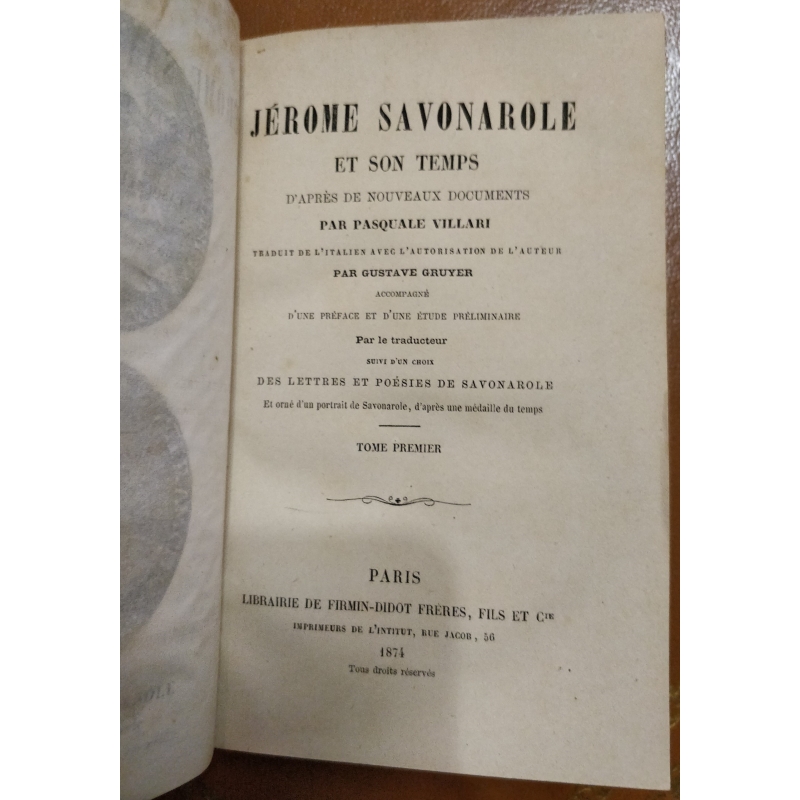 JÉROME SAVONAROLE
ET SON TEMPS
D'APRÈS DE NOUVEAUX DOCUMENTS
PAR PASQUALE VILLARI
TRADUIT DE L'ITALIEN AVEC L'AUTORISATION DE L'AUTEUR
PAR GUSTAVE GRUYER
ACCOMPAGNÉ
D'UNE PRÉFACE ET D'UNE ÉTUDE PRÉLIMINAIRE
Par le traducteur
SUIVI D'UN CHOIX
DES LETTRES ET POÉSIES DE SAVONAROLE
Et orné d'un portrait de Savonarole, d'après une médaille du temps
TOME PREMIER
PARIS
LIBRAIRIE DE FIRMIN-DIDOT FRÈRES, FILS ET Cie
IMPRIMEURS DE L'INTITUT, RUE JACOB, 56
1874
Tous droits réservés